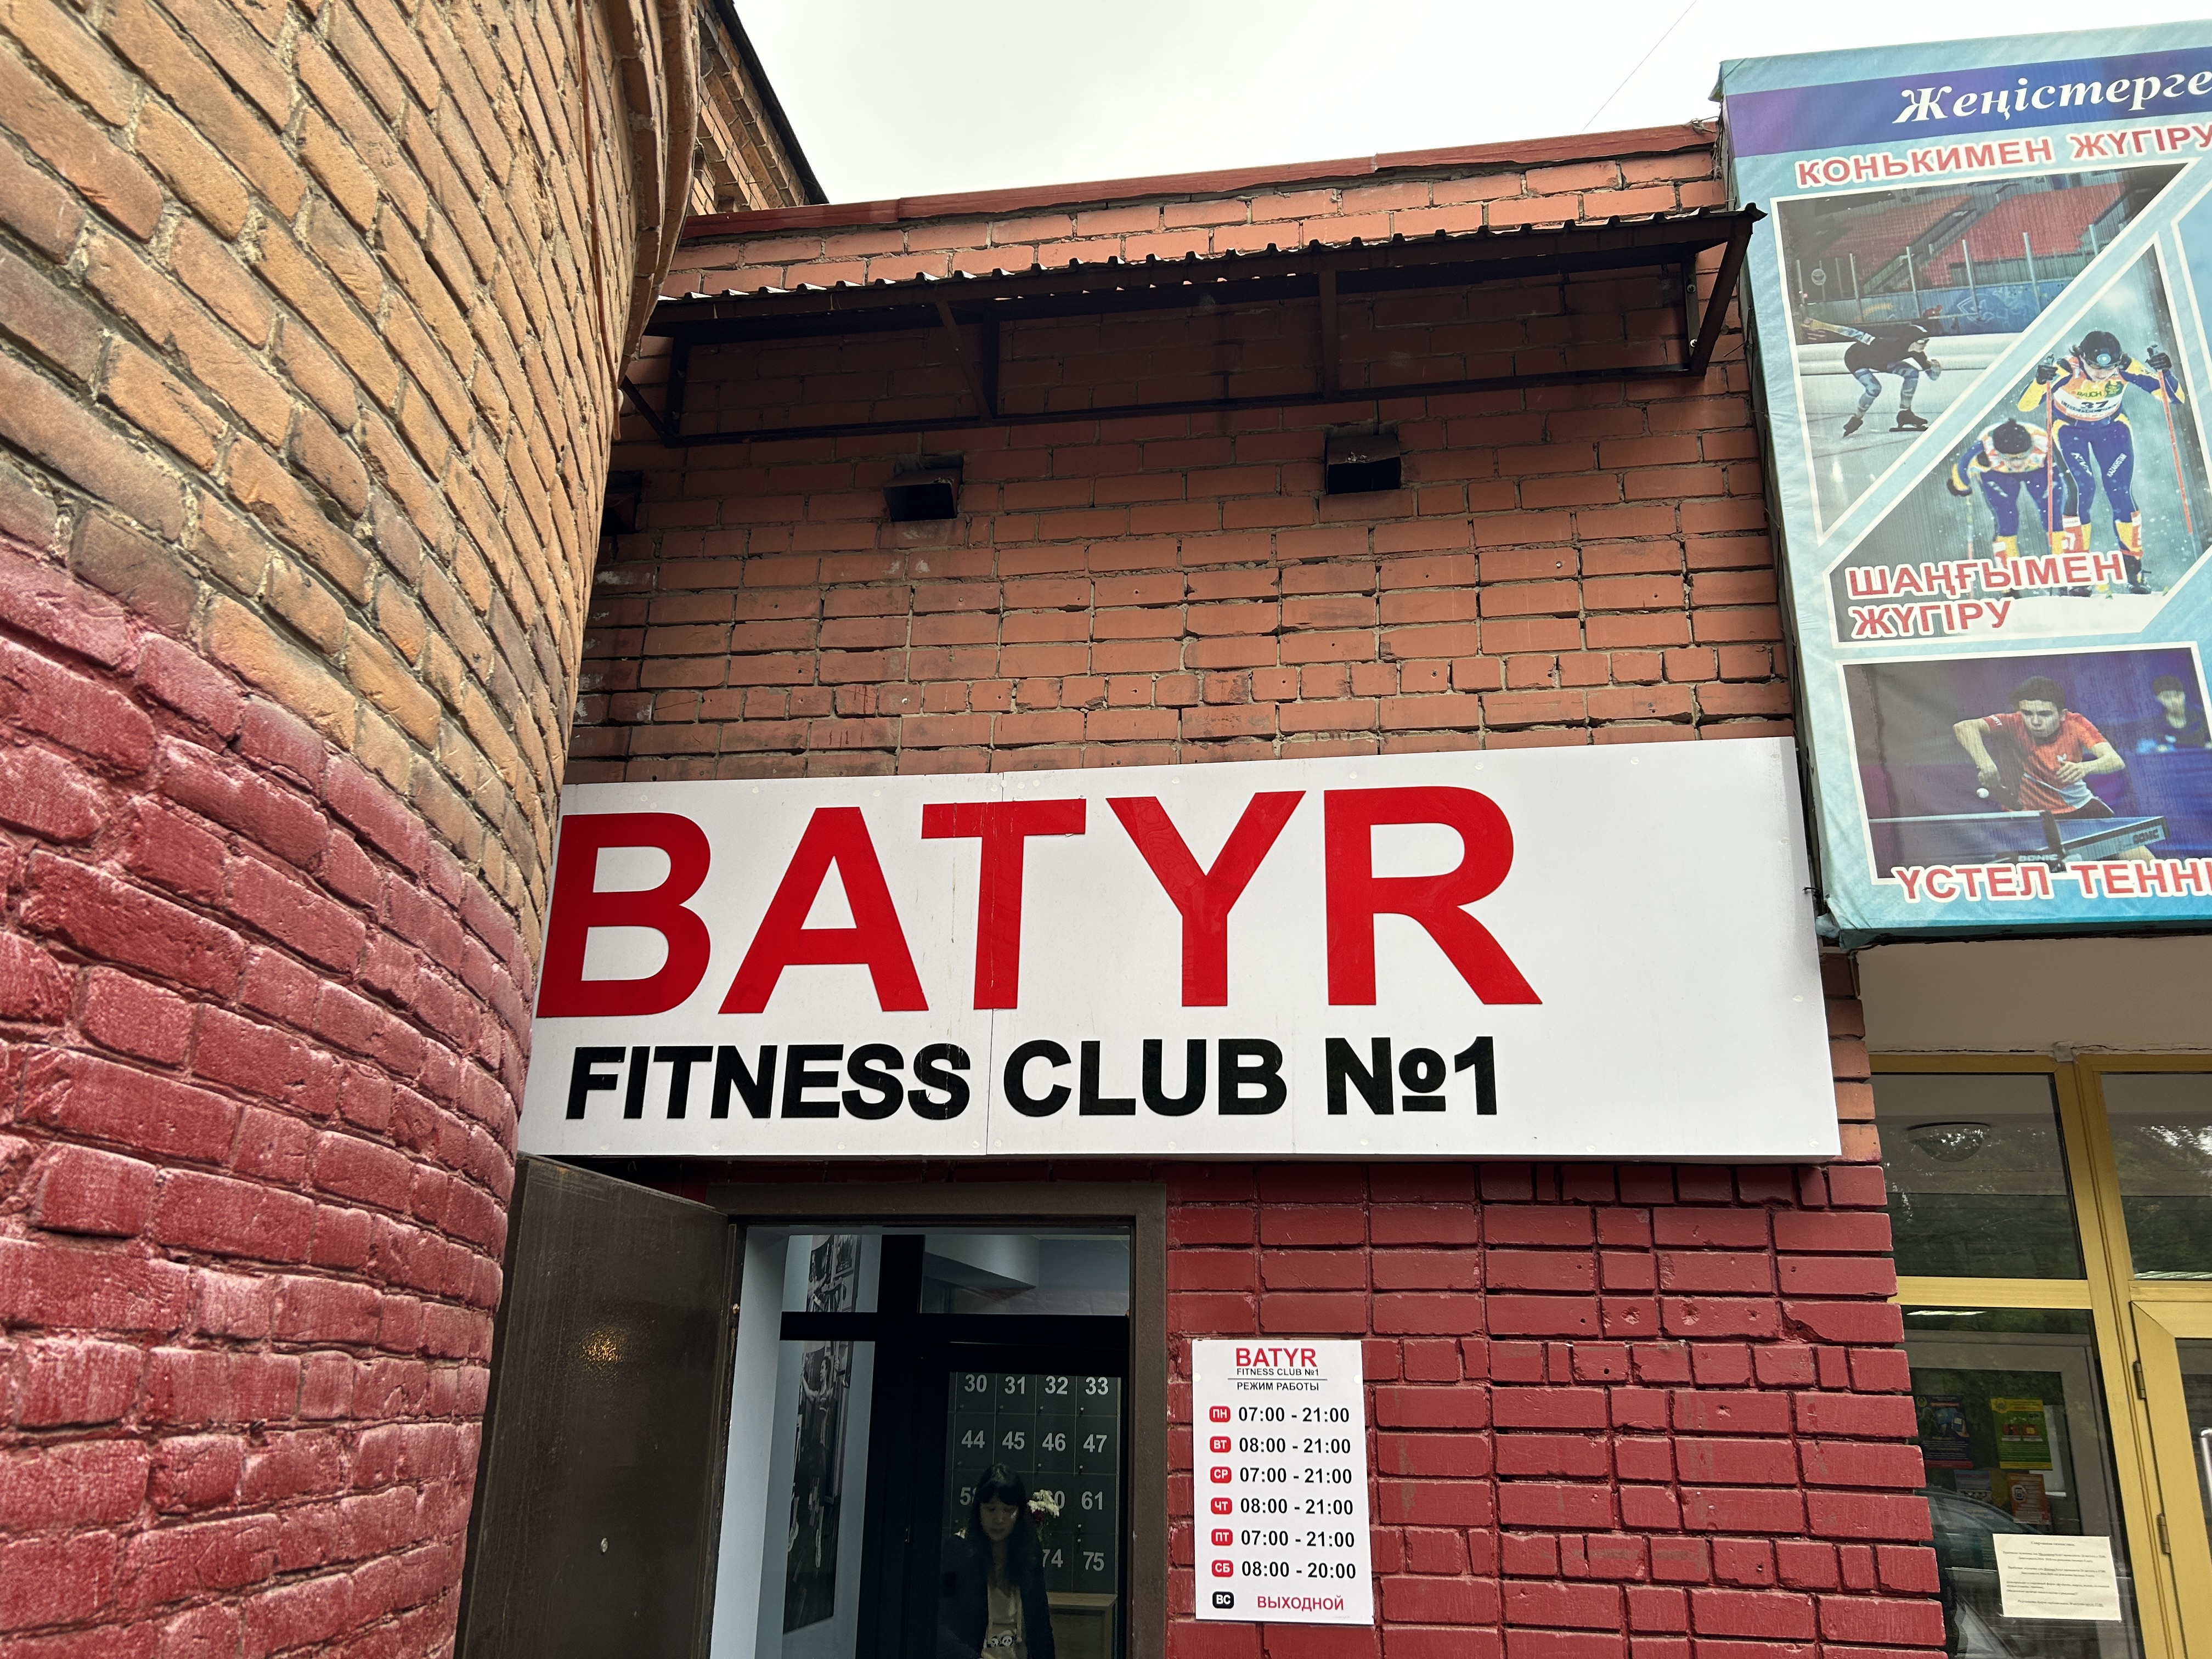 Жеңістерге
КОНЬКИМЕН ЖҮГІРУ
ШАҢҒЫМЕН
ЖҮГІРУ
37
KAZAKHSTAN
DONIC
ҮСТЕЛ
BATYR
FITNESS CLUB №1
30 31 32 33
44 45 46 47
61
74 75
BATYR
FITNESS CLUB №1
РЕЖИМ РАБОТЫ
ПН 07:00 - 21:00
ВТ 08:00 - 21:00
СР 07:00 - 21:00
ЧТ 08:00 - 21:00
ПТ 07:00 - 21:00
СБ 08:00 - 20:00
ВС ВЫХОДНОЙ